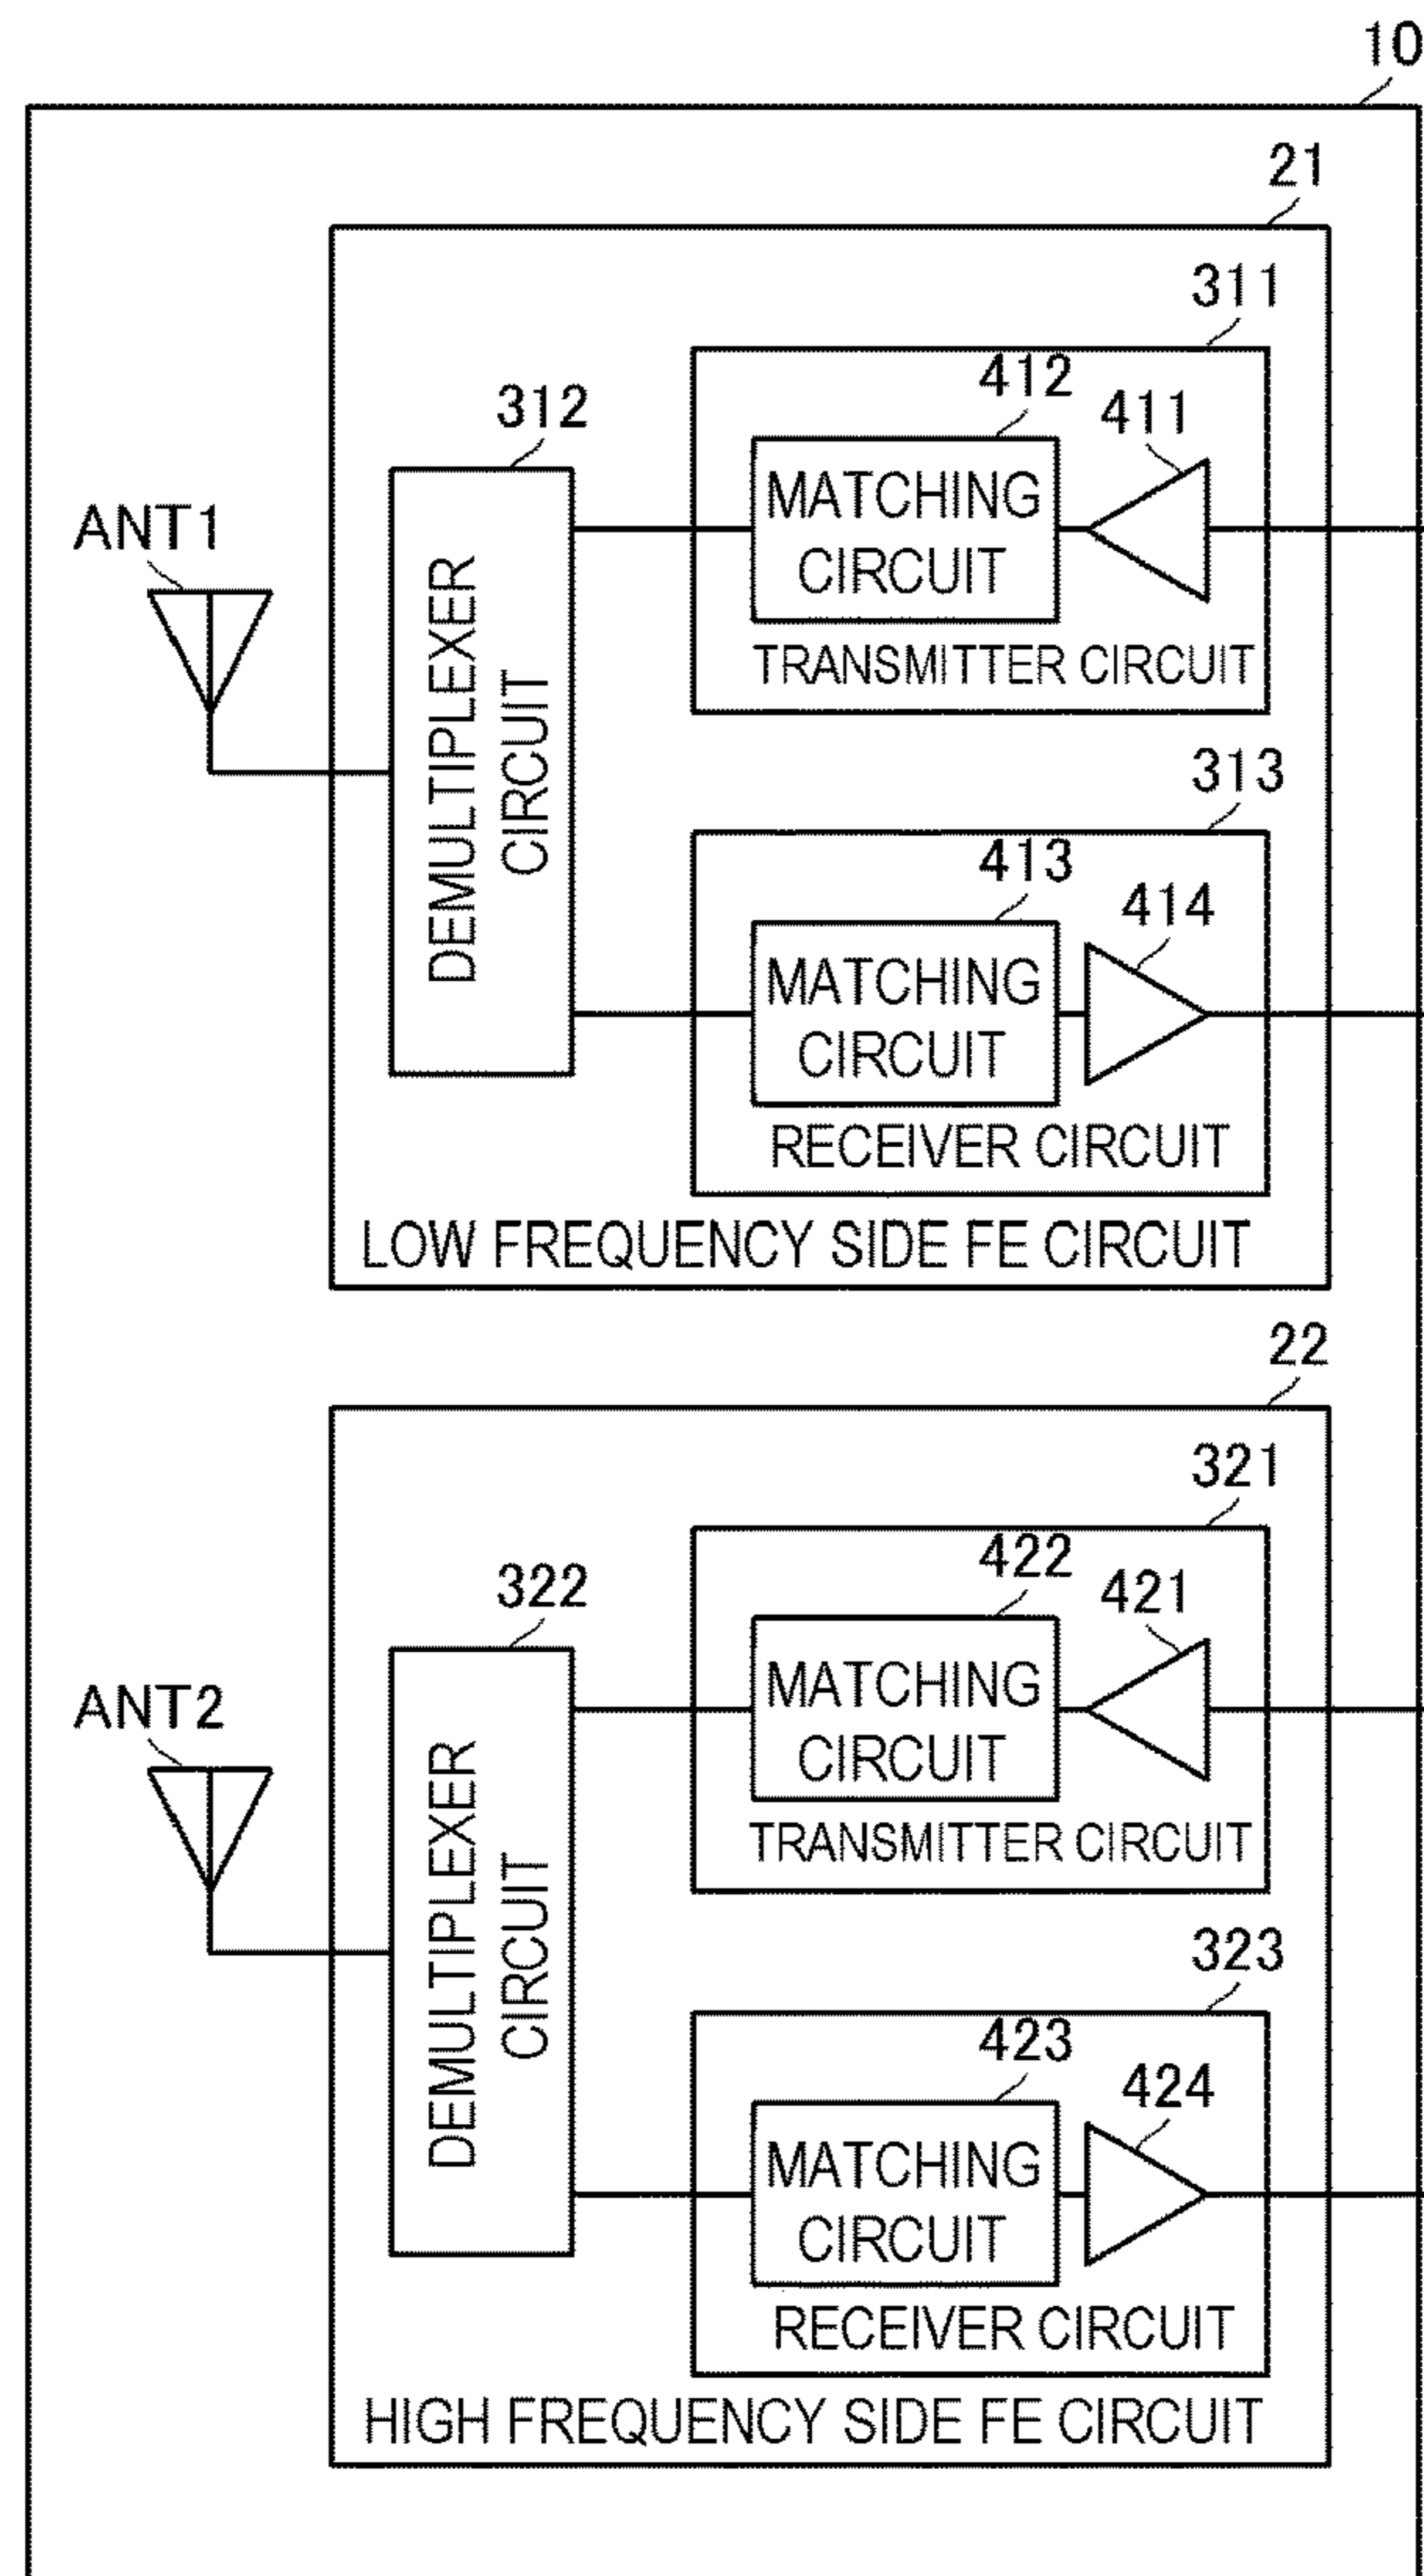 10
21
311
412
411
312
MATCHING
CIRCUIT
ANT1
TRANSMITTER CIRCUIT
DEMULTIPLEXER
CIRCUIT
313
413
414
MATCHING
CIRCUIT
RECEIVER CIRCUIT
LOW FREQUENCY SIDE FE CIRCUIT
22
321
422
421
322
MATCHING
CIRCUIT
ANT2
TRANSMITTER CIRCUIT
DEMULTIPLEXER
CIRCUIT
323
423
424
MATCHING
CIRCUIT
RECEIVER CIRCUIT
HIGH FREQUENCY SIDE FE CIRCUIT